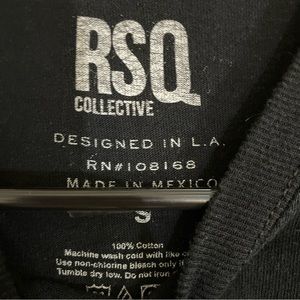 RSQ
COLLECTIVE
DESIGNED IN L.A.
RN#108168
MADE IN MEXICO
S
100% Cotton
Machine wash cold with like
Use non-chlorine bleach only if
Tumble dry low. Do not iron